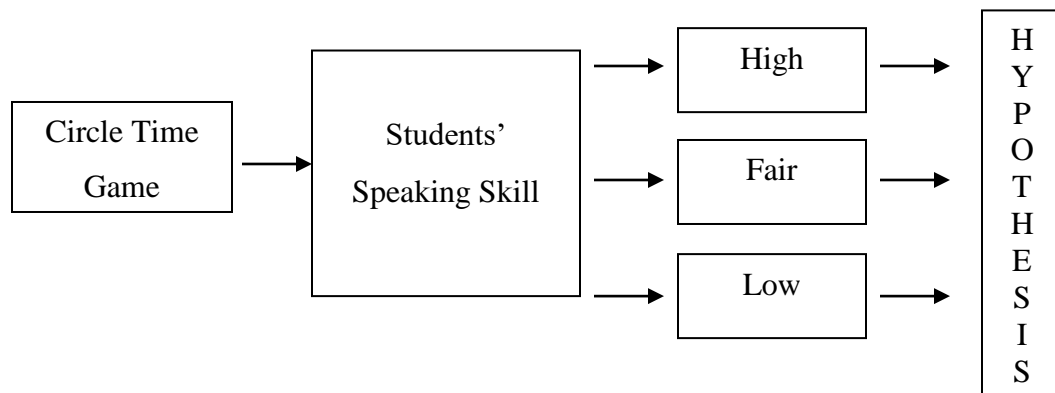 Circle Time
Game
Students’
Speaking Skill
High
Fair
Low
H
Y
P
O
T
H
E
S
I
S